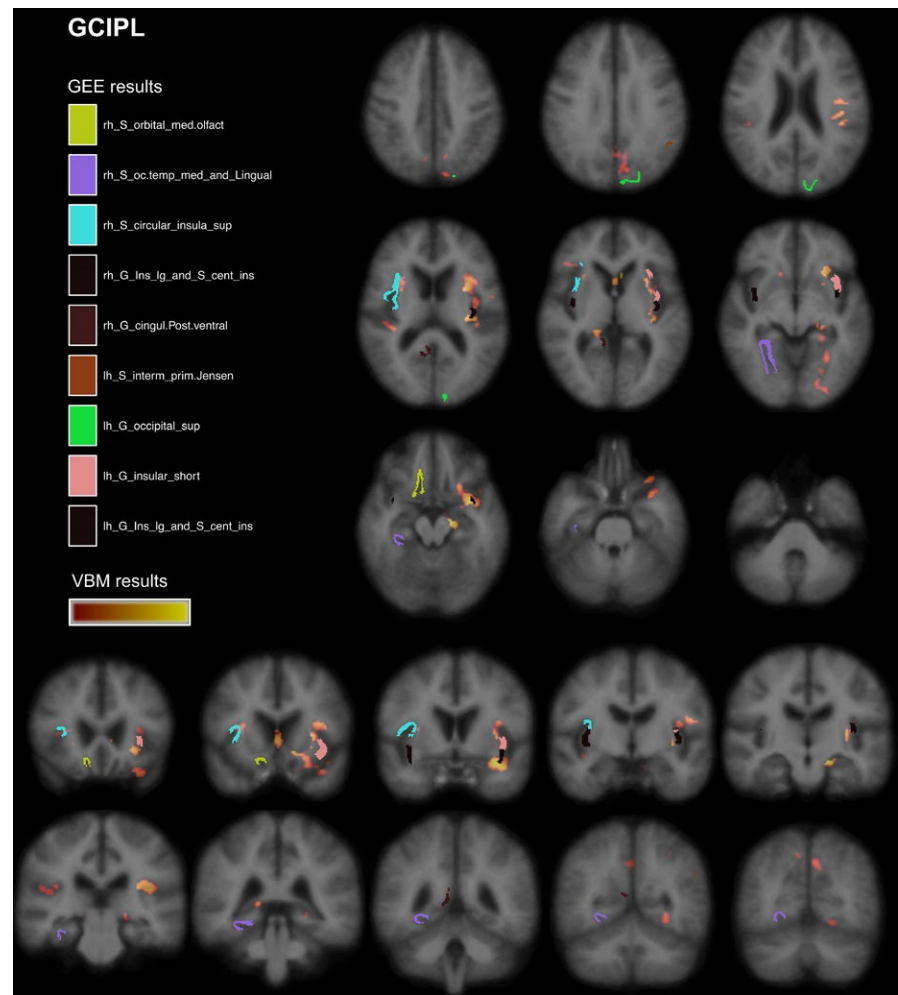 GCIPL
GEE results
rh_S_orbital_med.olfact
rh_S_oc.temp_med_and_Lingual
rh_S_circular_insula_sup
rh_G_Ins_lg_and_S_cent_ins
rh_G_cingul.Post.ventral
lh_S_interm_prim.Jensen
lh_G_occipital_sup
lh_G_insular_short
lh_G_Ins_lg_and_S_cent_ins
VBM results